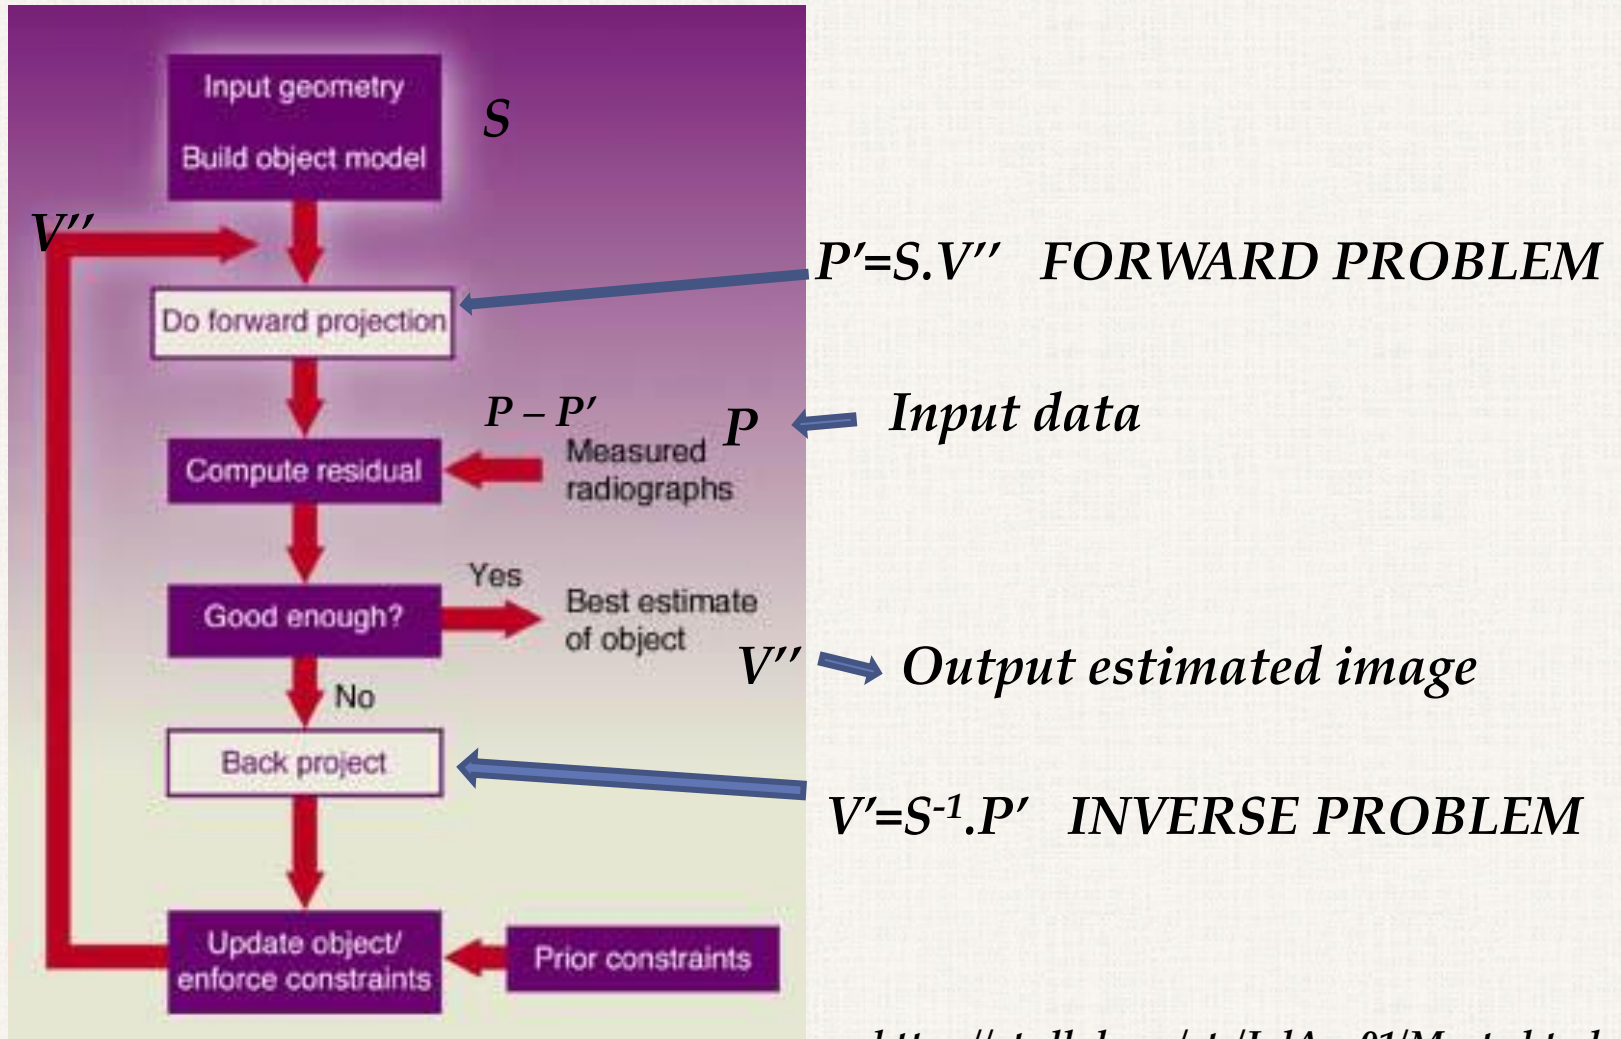 Input geometry
Build object model
S
V′′
P′=S.V′′ FORWARD PROBLEM
Do forward projection
P – P′
P
Input data
Compute residual
Measured
radiographs
Yes
Good enough?
Best estimate
of object
V′′
Output estimated image
No
Back project
V′=S⁻¹.P′ INVERSE PROBLEM
Update object/
enforce constraints
Prior constraints